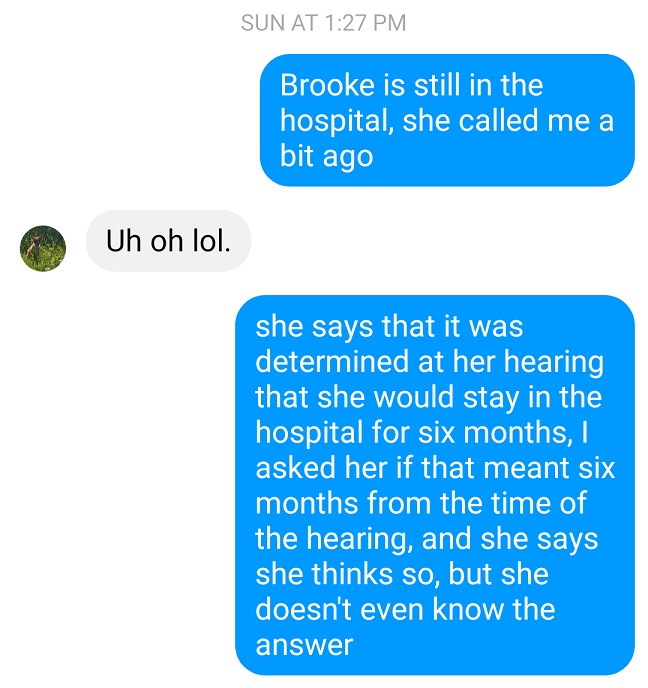 SUN AT 1:27 PM
Brooke is still in the
hospital, she called me a
bit ago
Uh oh lol.
she says that it was
determined at her hearing
that she would stay in the
hospital for six months, I
asked her if that meant six
months from the time of
the hearing, and she says
she thinks so, but she
doesn't even know the
answer